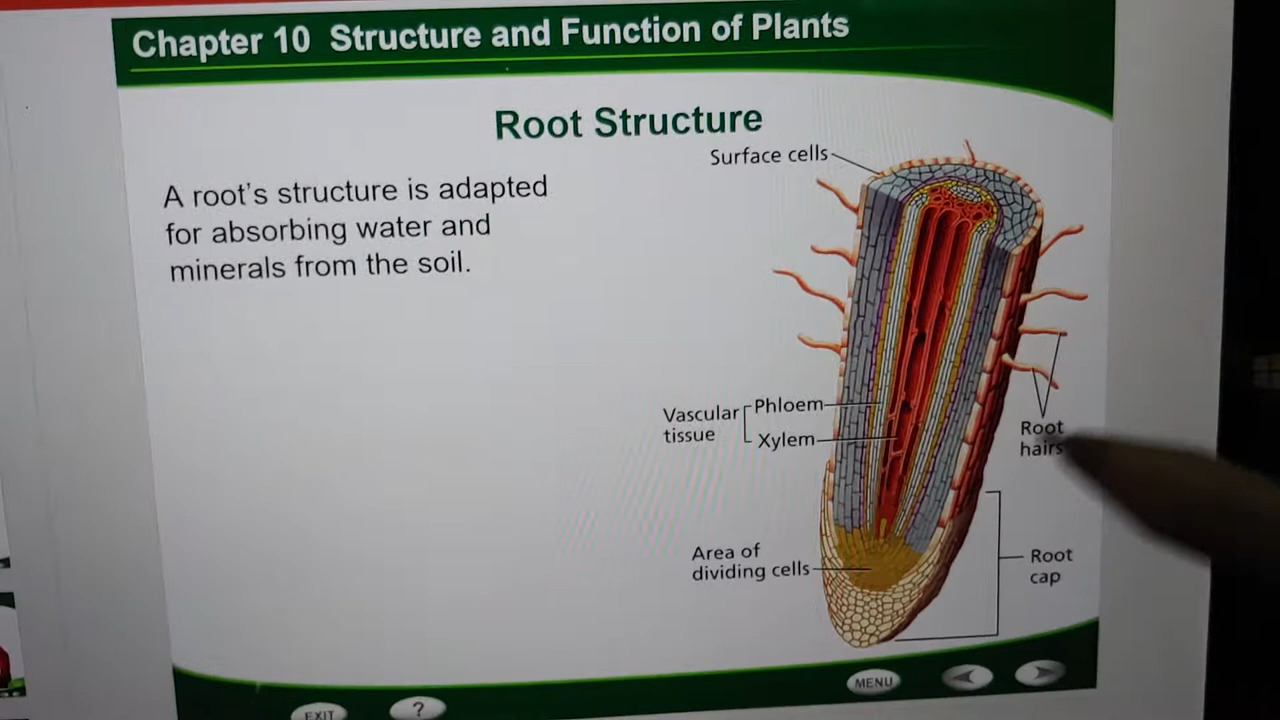 Chapter 10 Structure and Function of Plants
Root Structure
A root's structure is adapted
for absorbing water and
minerals from the soil.
Surface cells
Vascular
tissue
Phloem
Xylem
Root
hairs
Area of
dividing cells
Root
cap
MENU
EXIT
?